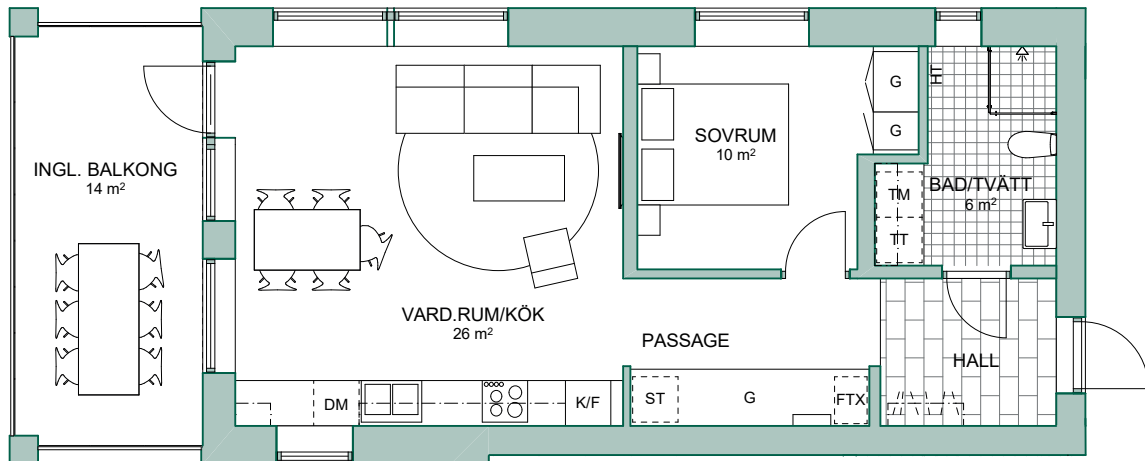 INGL. BALKONG
14 m²
VARD.RUM/KÖK
26 m²
SOVRUM
10 m²
G
G
HT
BAD/TVÄTT
6 m²
TM
TT
PASSAGE
HALL
DM
K/F
ST
G
FTX